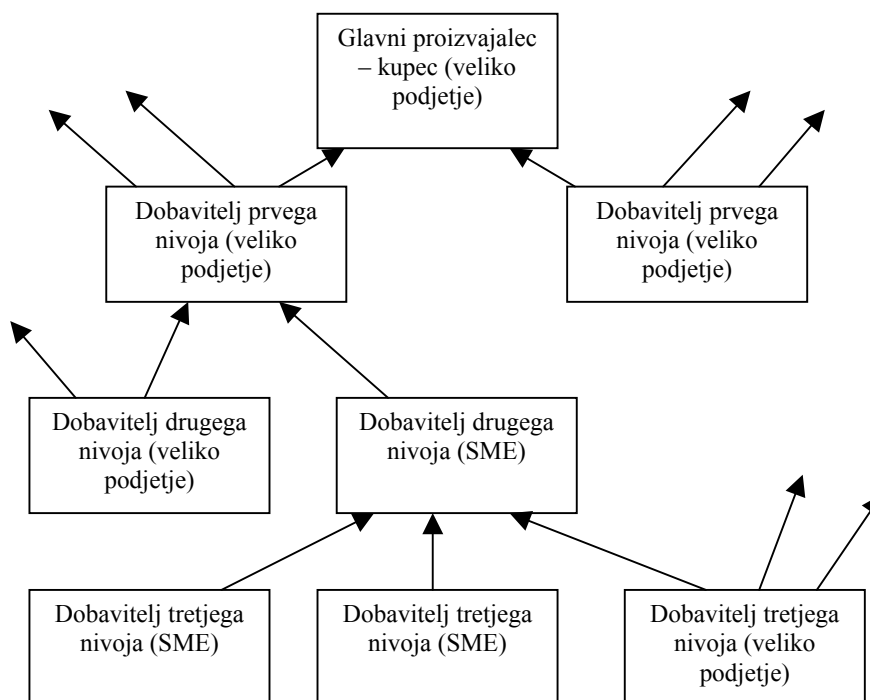 Glavni proizvajalec
– kupec (veliko
podjetje)
Dobavitelj prvega
nivoja (veliko
podjetje)
Dobavitelj prvega
nivoja (veliko
podjetje)
Dobavitelj drugega
nivoja (veliko
podjetje)
Dobavitelj drugega
nivoja (SME)
Dobavitelj tretjega
nivoja (SME)
Dobavitelj tretjega
nivoja (SME)
Dobavitelj tretjega
nivoja (veliko
podjetje)